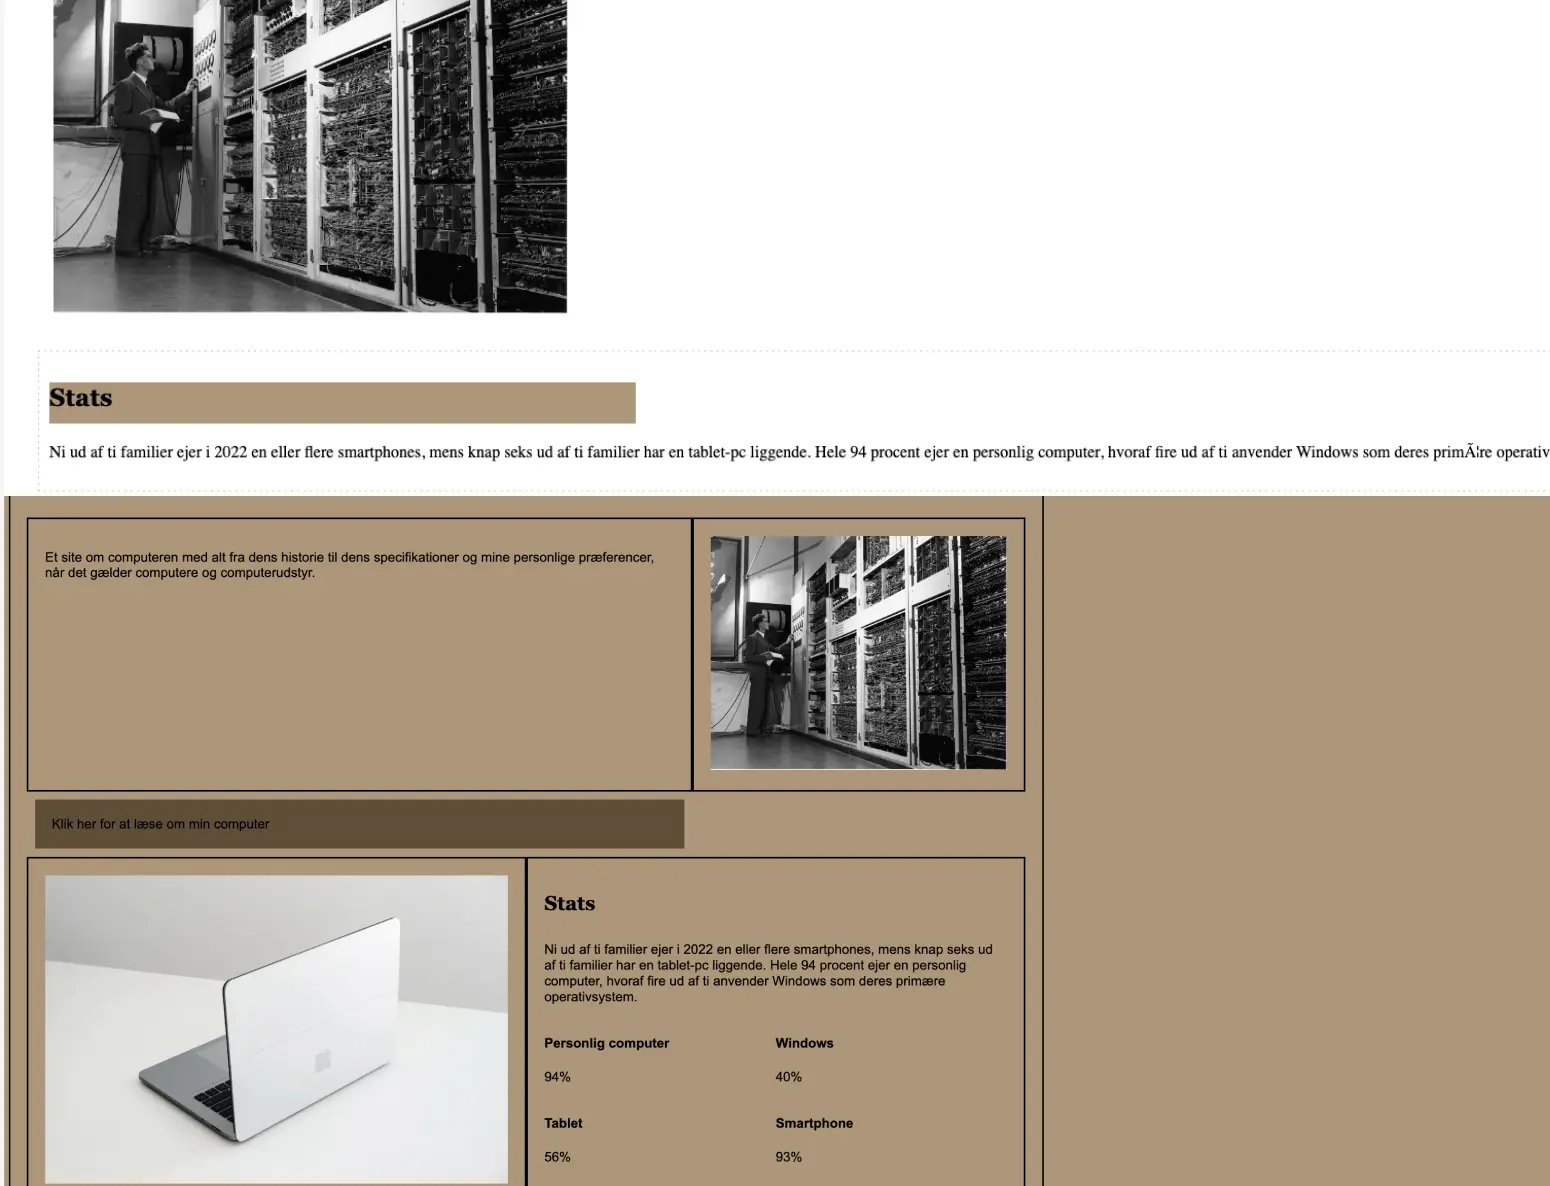 Stats
Ni ud af ti familier ejer i 2022 en eller flere smartphones, mens knap seks ud af ti familier har en tablet-pc liggende. Hele 94 procent ejer en personlig computer, hvoraf fire ud af ti anvender Windows som deres primÃ¦re operativ
Et site om computeren med alt fra dens historie til dens specifikationer og mine personlige præferencer,
når det gælder computere og computerudstyr.
Klik her for at læse om min computer
Stats
Ni ud af ti familier ejer i 2022 en eller flere smartphones, mens knap seks ud
af ti familier har en tablet-pc liggende. Hele 94 procent ejer en personlig
computer, hvoraf fire ud af ti anvender Windows som deres primære
operativsystem.
Personlig computer Windows
94% 40%
Tablet Smartphone
56% 93%